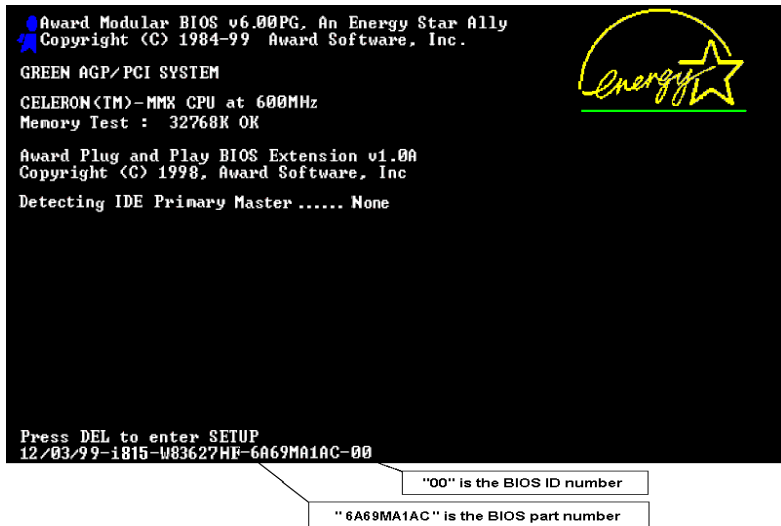 Award Modular BIOS v6.00PG, An Energy Star Ally
Copyright (C) 1984-99 Award Software, Inc.
energy
GREEN AGP/PCI SYSTEM
CELERON(TM)-MMX CPU at 600MHz
Memory Test : 32768K OK
Award Plug and Play BIOS Extension v1.0A
Copyright (C) 1998, Award Software, Inc
Detecting IDE Primary Master ...... None
Press DEL to enter SETUP
12/03/99-i815-W83627HF-6A69MA1AC-00
"00" is the BIOS ID number
"6A69MA1AC" is the BIOS part number